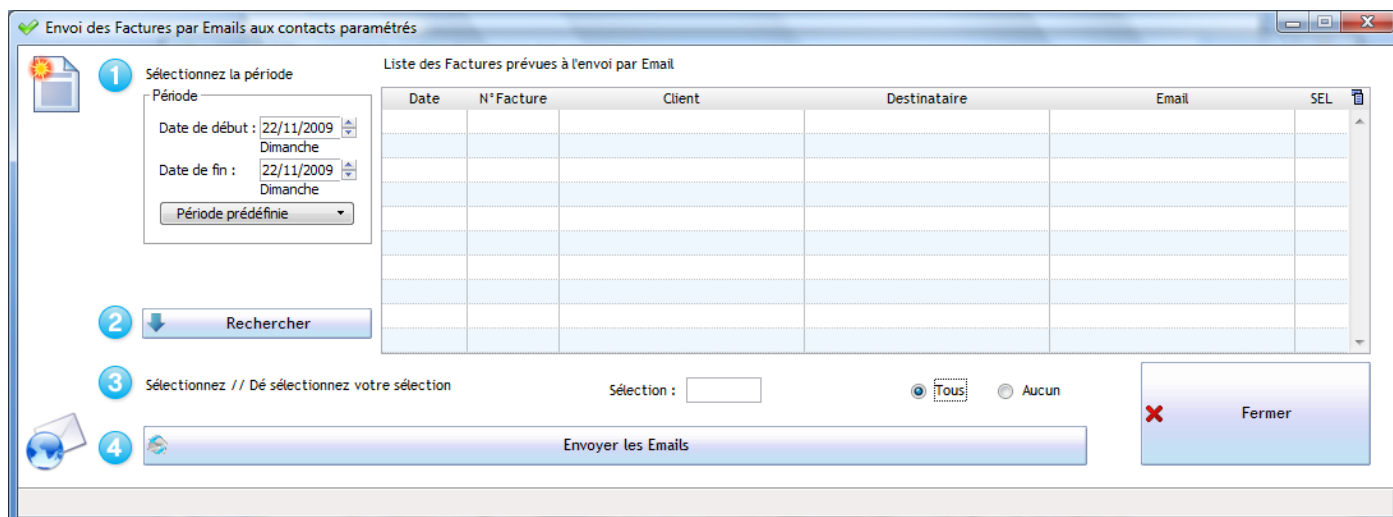 Envoi des Factures par Emails aux contacts paramétrés
1 Sélectionnez la période
Période
Date de début : 22/11/2009
Dimanche
Date de fin : 22/11/2009
Dimanche
Période prédéfinie
Liste des Factures prévues à l'envoi par Email
Date N°Facture Client Destinataire Email SEL
2 Rechercher
3 Sélectionnez // Dé sélectionnez votre sélection Sélection : Tous Aucun
4 Envoyer les Emails
Fermer